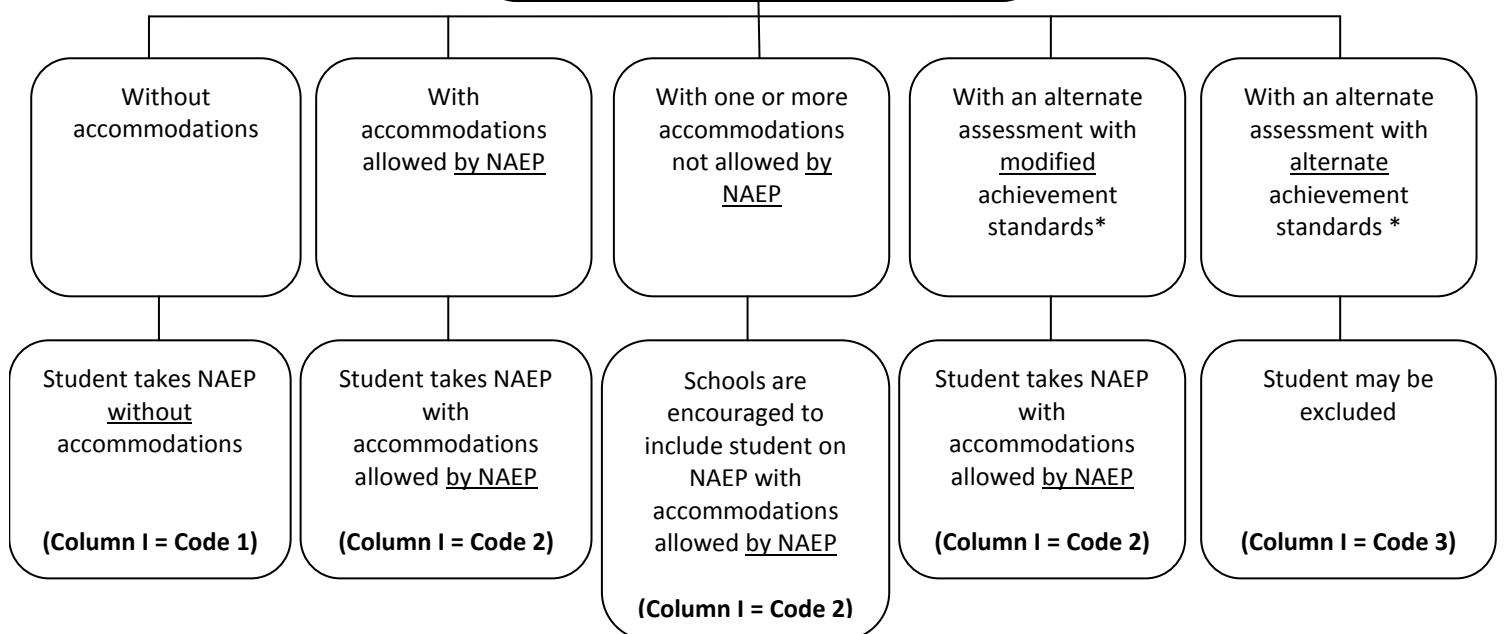 Without
accommodations
With
accommodations
allowed by NAEP
With one or more
accommodations
not allowed by
NAEP
With an alternate
assessment with
modified
achievement
standards*
With an alternate
assessment with
alternate
achievement
standards *
Student takes NAEP
without
accommodations
(Column I = Code 1)
Student takes NAEP
with
accommodations
allowed by NAEP
(Column I = Code 2)
Schools are
encouraged to
include student on
NAEP with
accommodations
allowed by NAEP
(Column I = Code 2)
Student takes NAEP
with
accommodations
allowed by NAEP
(Column I = Code 2)
Student may be
excluded
(Column I = Code 3)